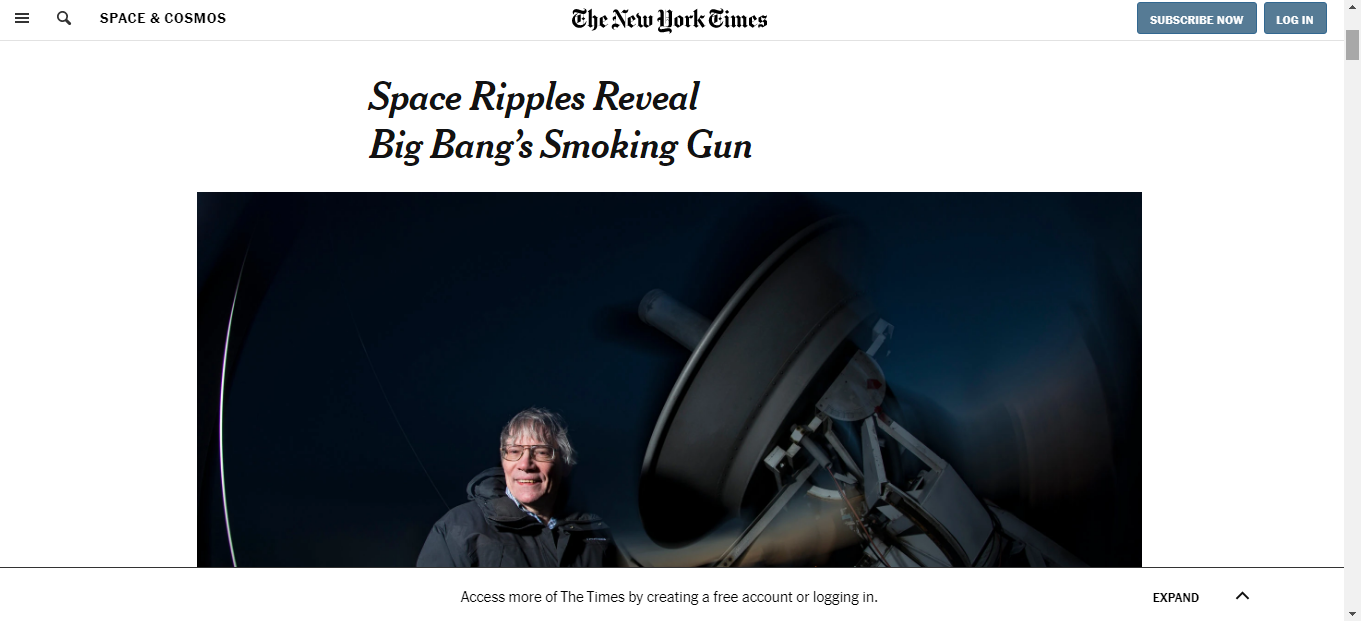 SPACE & COSMOS
The New York Times
SUBSCRIBE NOW
LOG IN
Space Ripples Reveal
Big Bang’s Smoking Gun
Access more of The Times by creating a free account or logging in.
EXPAND